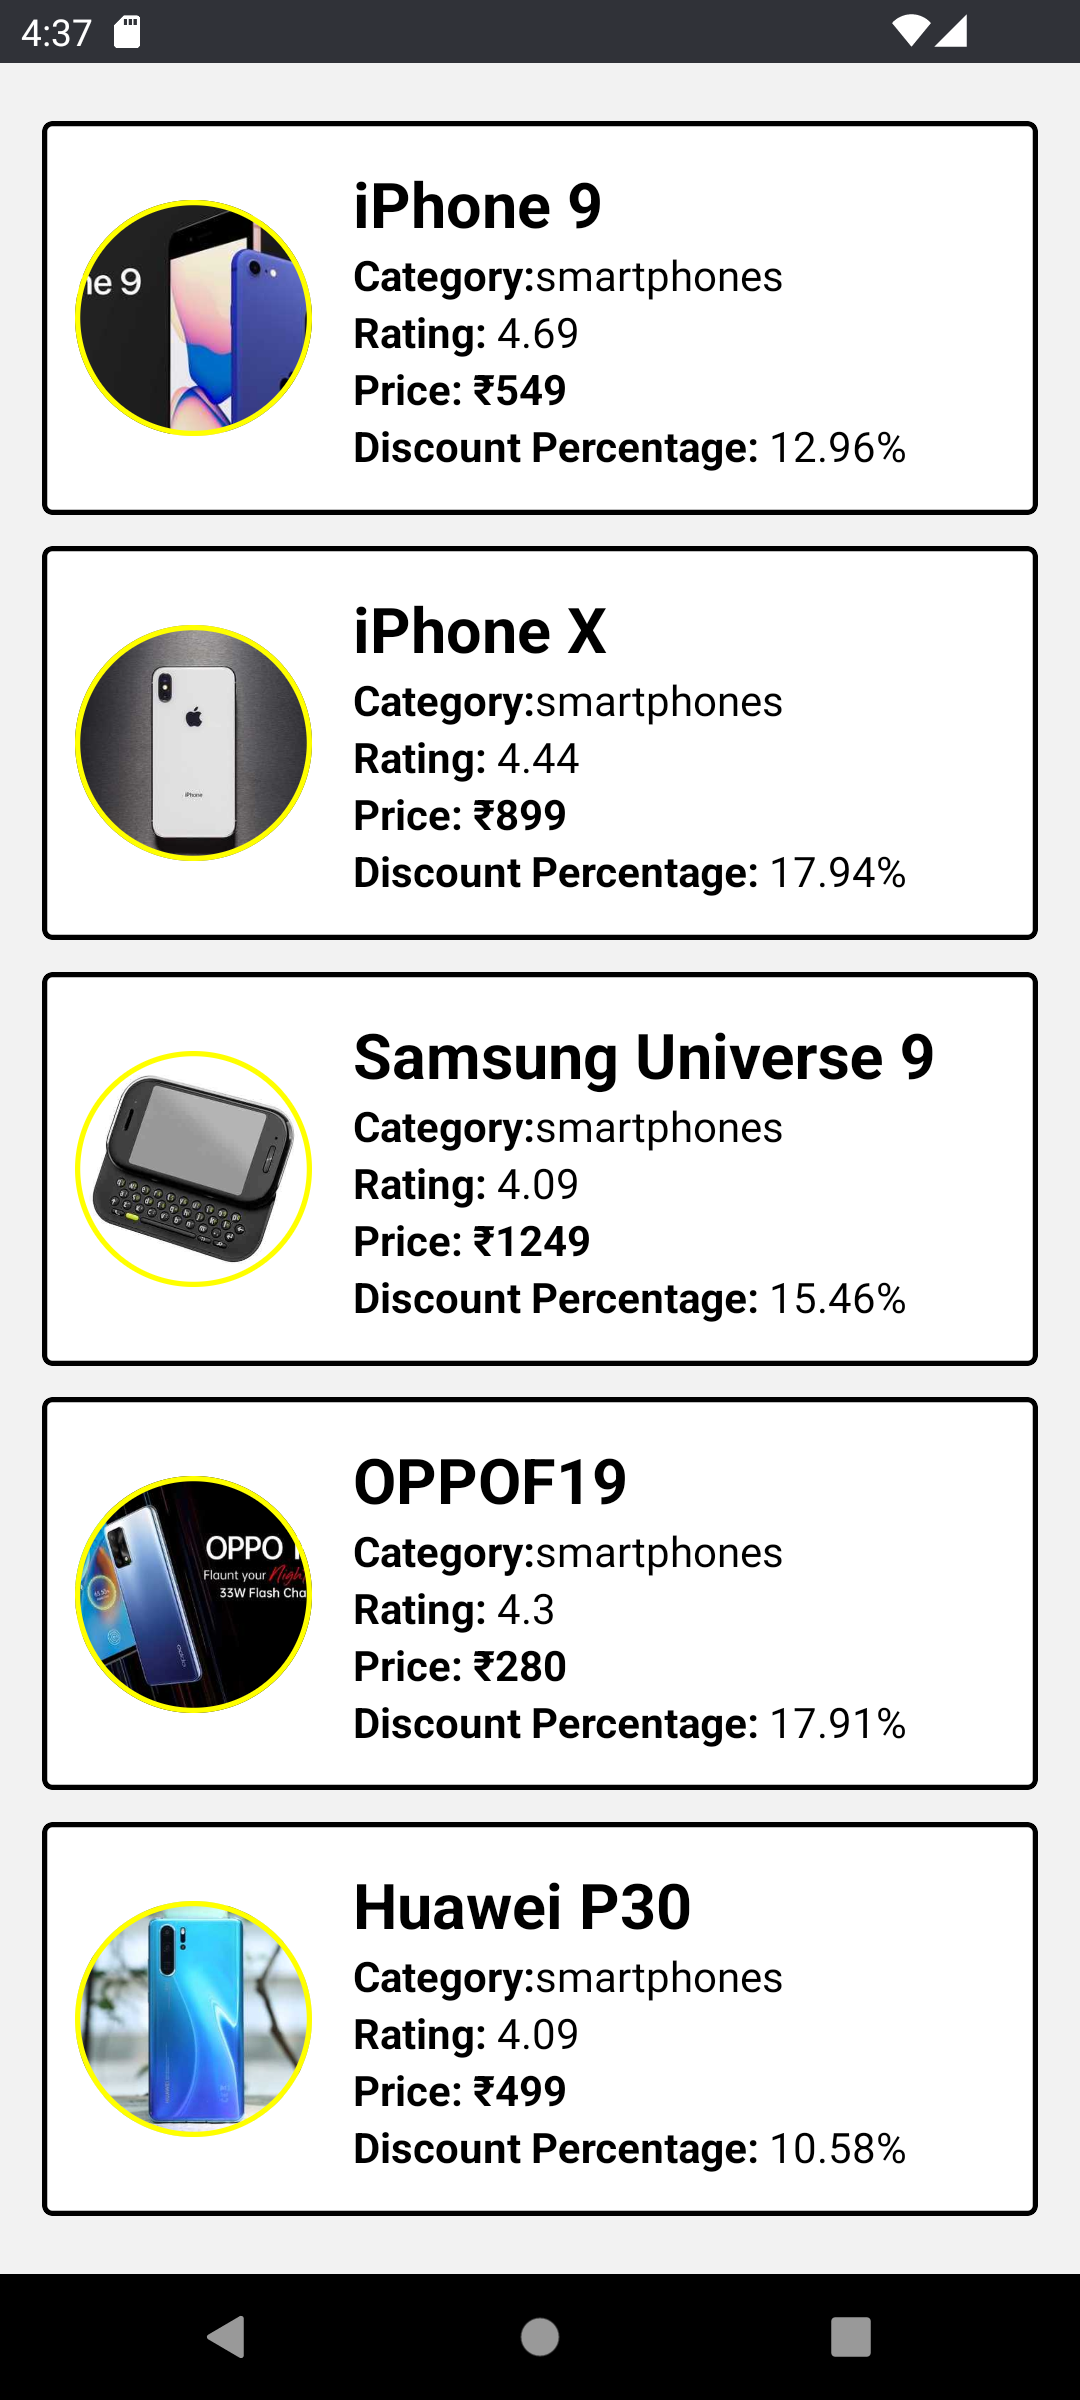 4:37
iPhone 9
Category:smartphones
Rating: 4.69
Price: ₹549
Discount Percentage: 12.96%
ne 9
iPhone X
Category:smartphones
Rating: 4.44
Price: ₹899
Discount Percentage: 17.94%
iPhone
Samsung Universe 9
Category:smartphones
Rating: 4.09
Price: ₹1249
Discount Percentage: 15.46%
OPPOF19
Category:smartphones
Rating: 4.3
Price: ₹280
Discount Percentage: 17.91%
OPPO
Flaunt your Nigh
33W Flash Cha
Huawei P30
Category:smartphones
Rating: 4.09
Price: ₹499
Discount Percentage: 10.58%